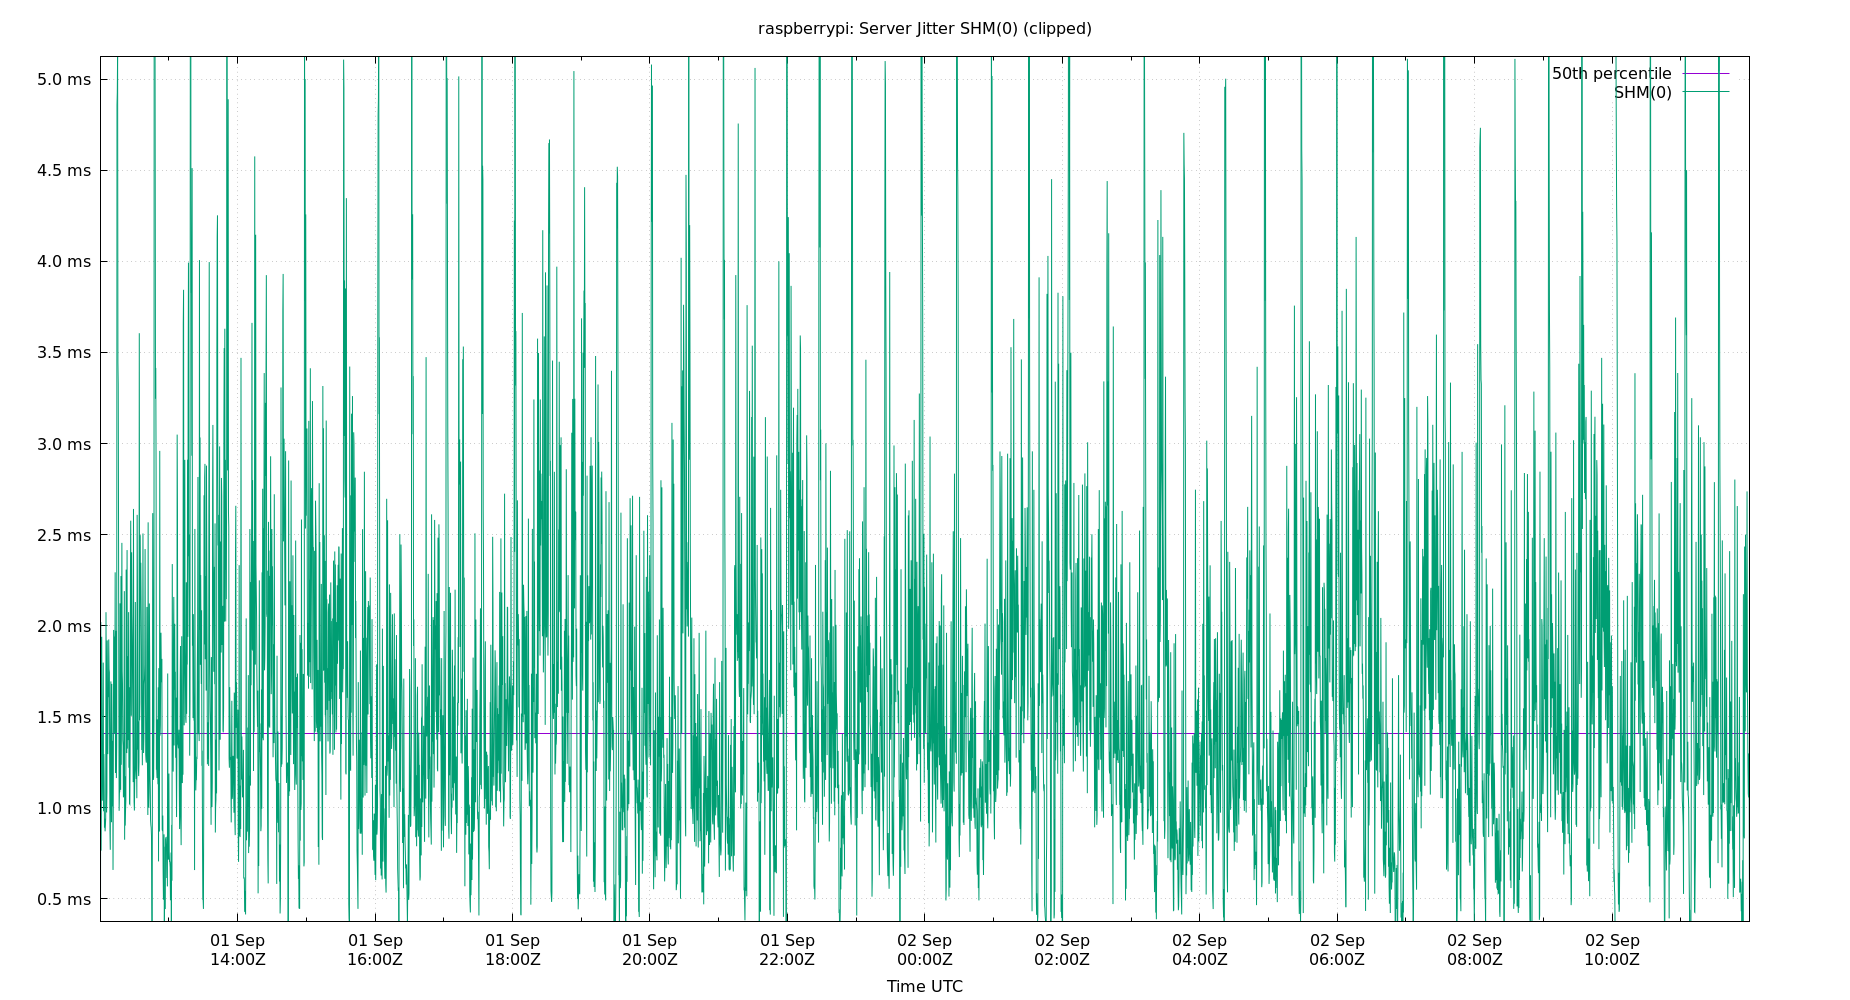 raspberrypi: Server Jitter SHM(0) (clipped)
50th percentile
SHM(0)
5.0 ms
4.5 ms
4.0 ms
3.5 ms
3.0 ms
2.5 ms
2.0 ms
1.5 ms
1.0 ms
0.5 ms
01 Sep 01 Sep 01 Sep 01 Sep 01 Sep 02 Sep 02 Sep 02 Sep 02 Sep 02 Sep 02 Sep
14:00Z 16:00Z 18:00Z 20:00Z 22:00Z 00:00Z 02:00Z 04:00Z 06:00Z 08:00Z 10:00Z
Time UTC